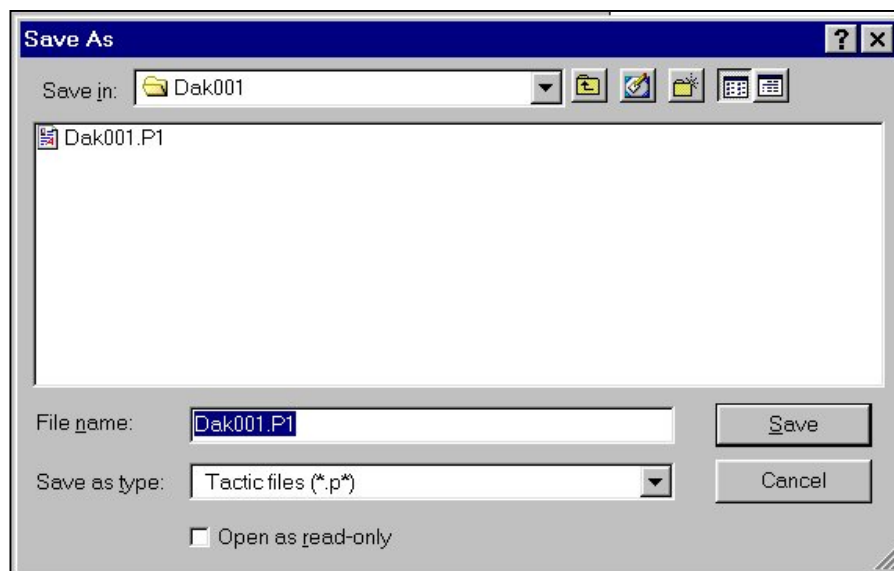 Save As
Save in: Dak001
Dak001.P1
File name: Dak001.P1 Save
Save as type: Tactic files (*.p*) Cancel
Open as read-only